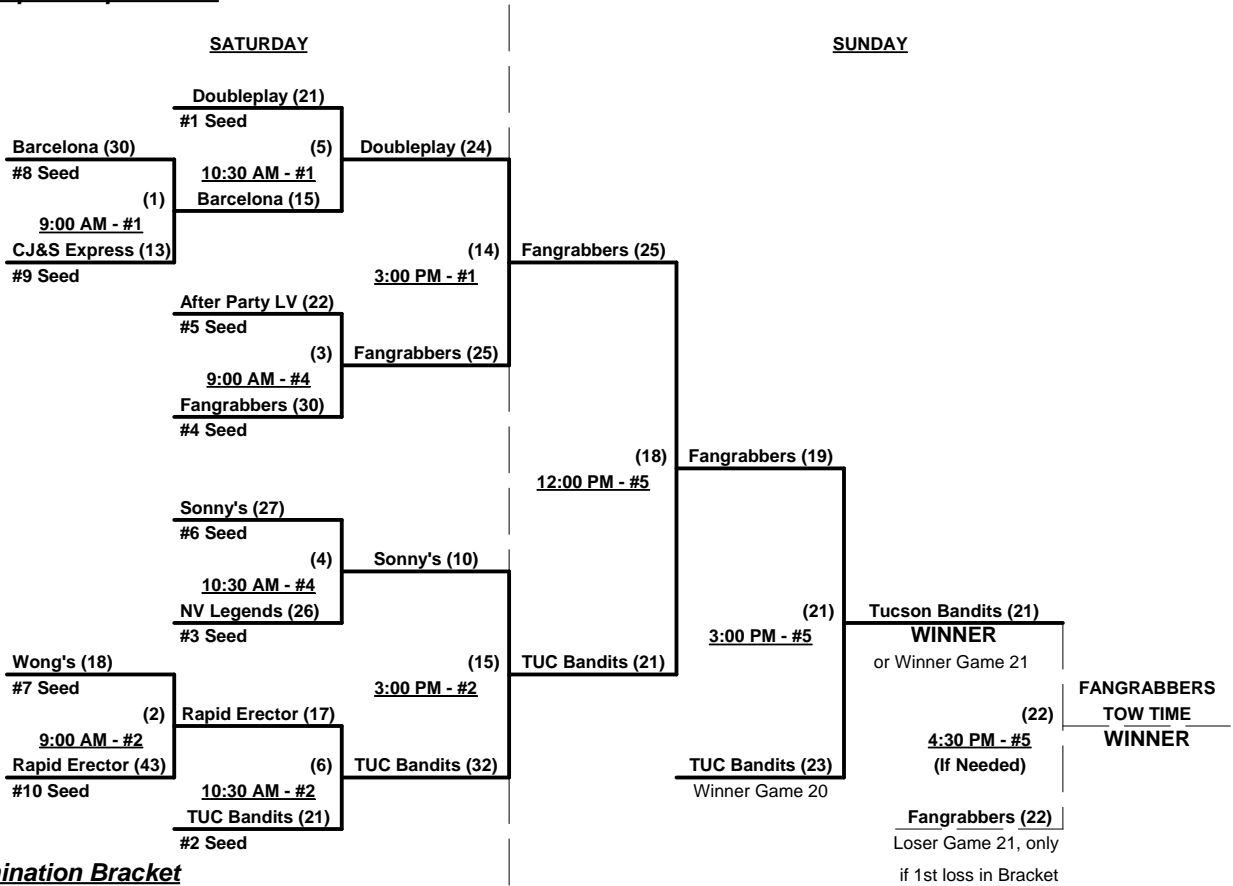 SATURDAY
SUNDAY
Doubleplay (21)
#1 Seed
Barcelona (30)
(5)
Doubleplay (24)
#8 Seed
10:30 AM - #1
(1)
Barcelona (15)
9:00 AM - #1
CJ&S Express (13)
(14)
Fangrabbers (25)
#9 Seed
3:00 PM - #1
After Party LV (22)
#5 Seed
(3)
Fangrabbers (25)
9:00 AM - #4
Fangrabbers (30)
#4 Seed
(18)
Fangrabbers (19)
12:00 PM - #5
Sonny's (27)
#6 Seed
(4)
Sonny's (10)
10:30 AM - #4
NV Legends (26)
(21)
Tucson Bandits (21)
#3 Seed
3:00 PM - #5
WINNER
Wong's (18)
(15)
TUC Bandits (21)
or Winner Game 21
#7 Seed
3:00 PM - #2
FANGRABBERS
(2)
Rapid Erector (17)
(22)
TOW TIME
9:00 AM - #2
4:30 PM - #5
WINNER
Rapid Erector (43)
(6)
TUC Bandits (32)
TUC Bandits (23)
(If Needed)
#10 Seed
10:30 AM - #2
Winner Game 20
TUC Bandits (21)
Fangrabbers (22)
#2 Seed
Loser Game 21, only
ination Bracket
if 1st loss in Bracket